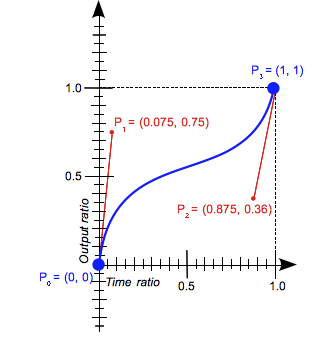 P₃ = (1, 1)
1.0
P₁ = (0.075, 0.75)
0.5
P₂ = (0.875, 0.36)
Output ratio
P₀ = (0, 0)
Time ratio
0.5
1.0